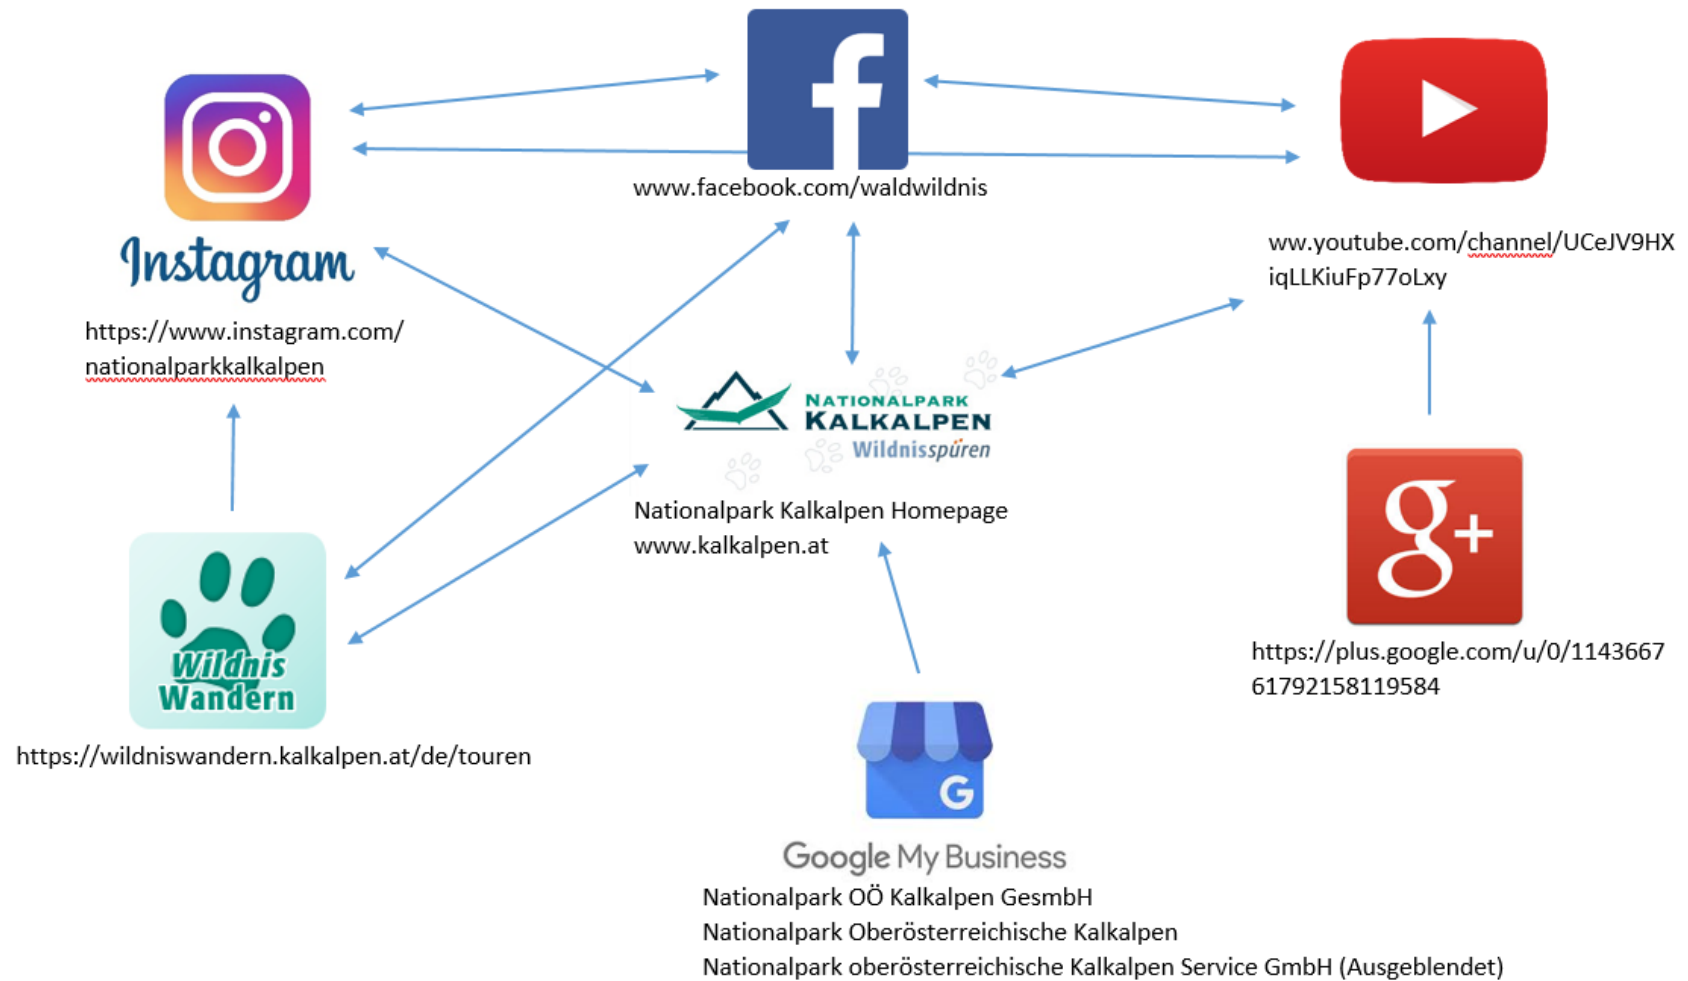 f
www.facebook.com/waldwildnis
Instagram
https://www.instagram.com/
nationalparkkalkalpen
ww.youtube.com/channel/UCeJV9HX
iqLLKiuFp77oLxy
NATIONALPARK
KALKALPEN
Wildnisspüren
Nationalpark Kalkalpen Homepage
www.kalkalpen.at
g+
https://plus.google.com/u/0/1143667
61792158119584
Wildnis
Wandern
https://wildniswandern.kalkalpen.at/de/touren
G
Google My Business
Nationalpark OÖ Kalkalpen GesmbH
Nationalpark Oberösterreichische Kalkalpen
Nationalpark oberösterreichische Kalkalpen Service GmbH (Ausgeblendet)